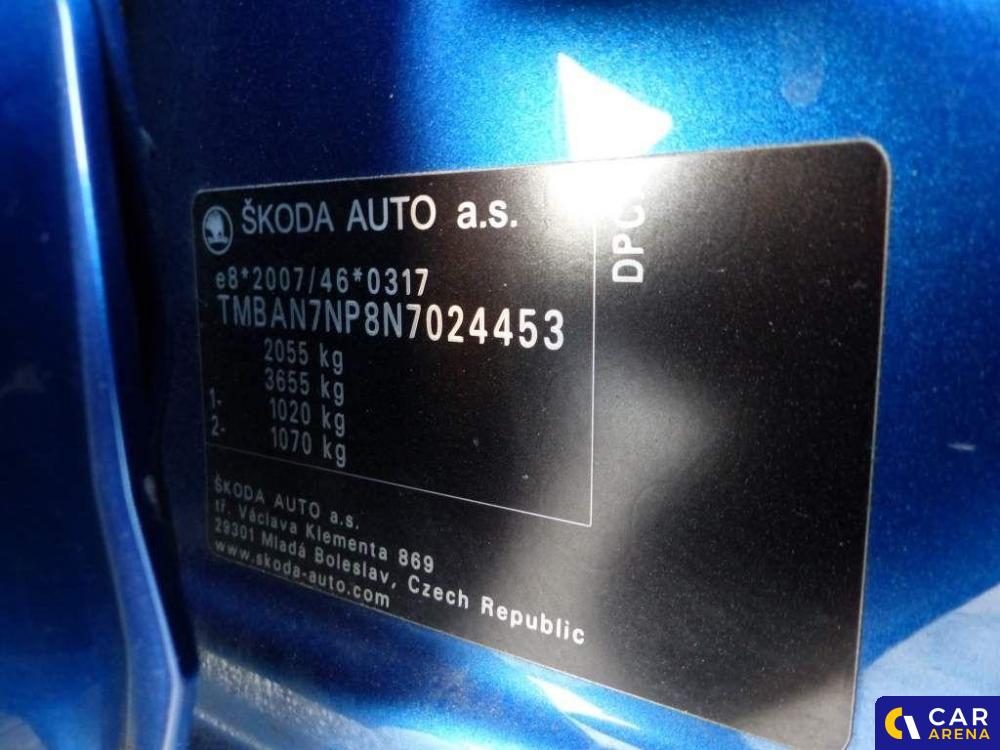 ŠKODA AUTO a.s.
e8*2007/46*0317
TMBAN7NP8N7024453
2055 kg
3655 kg
1- 1020 kg
2- 1070 kg
ŠKODA AUTO a.s.
tř. Václava Klementa 869
29301 Mladá Boleslav, Czech Republic
www.skoda-auto.com
CAR
ARENA